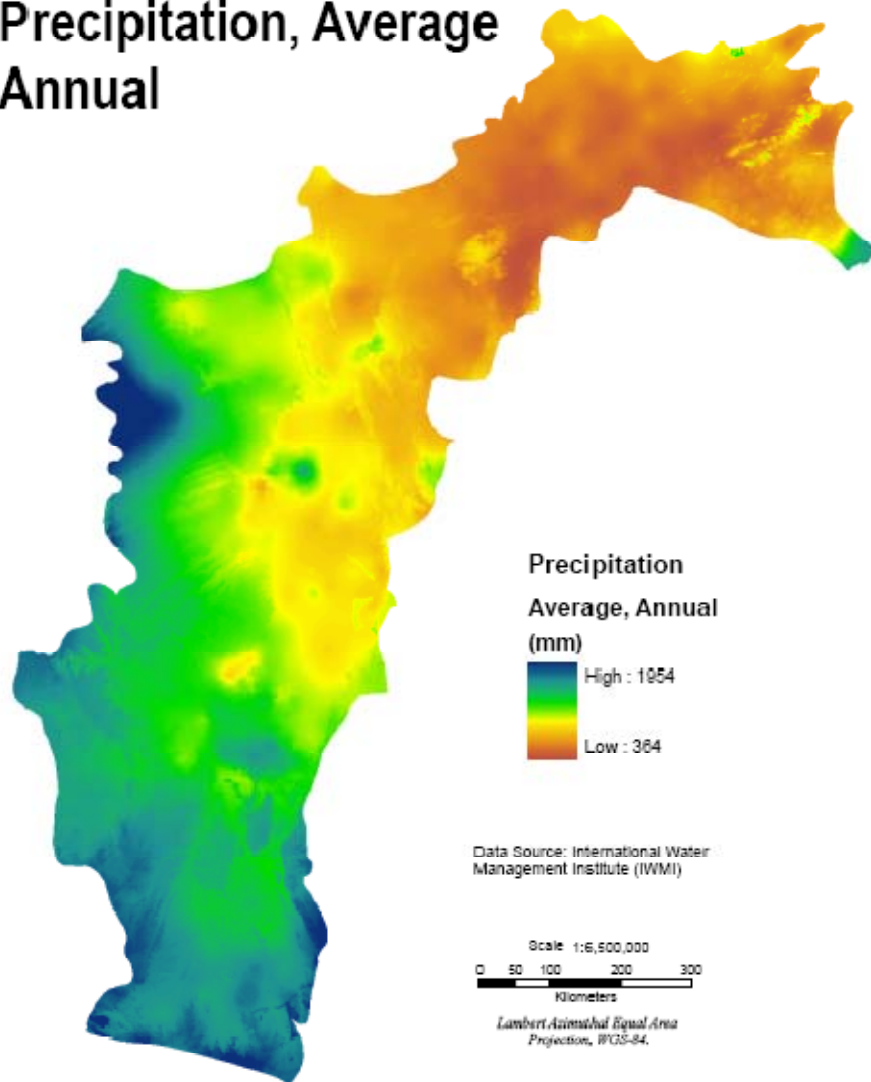 Precipitation, Average
Annual
Precipitation
Average, Annual
(mm)
High : 1954
Low : 364
Data Source: International Water
Management Institute (IWMI)
Scale 1:6,500,000
0 50 100 200 300
Kilometers
Lambert Azimuthal Equal Area
Projection, WGS-84.